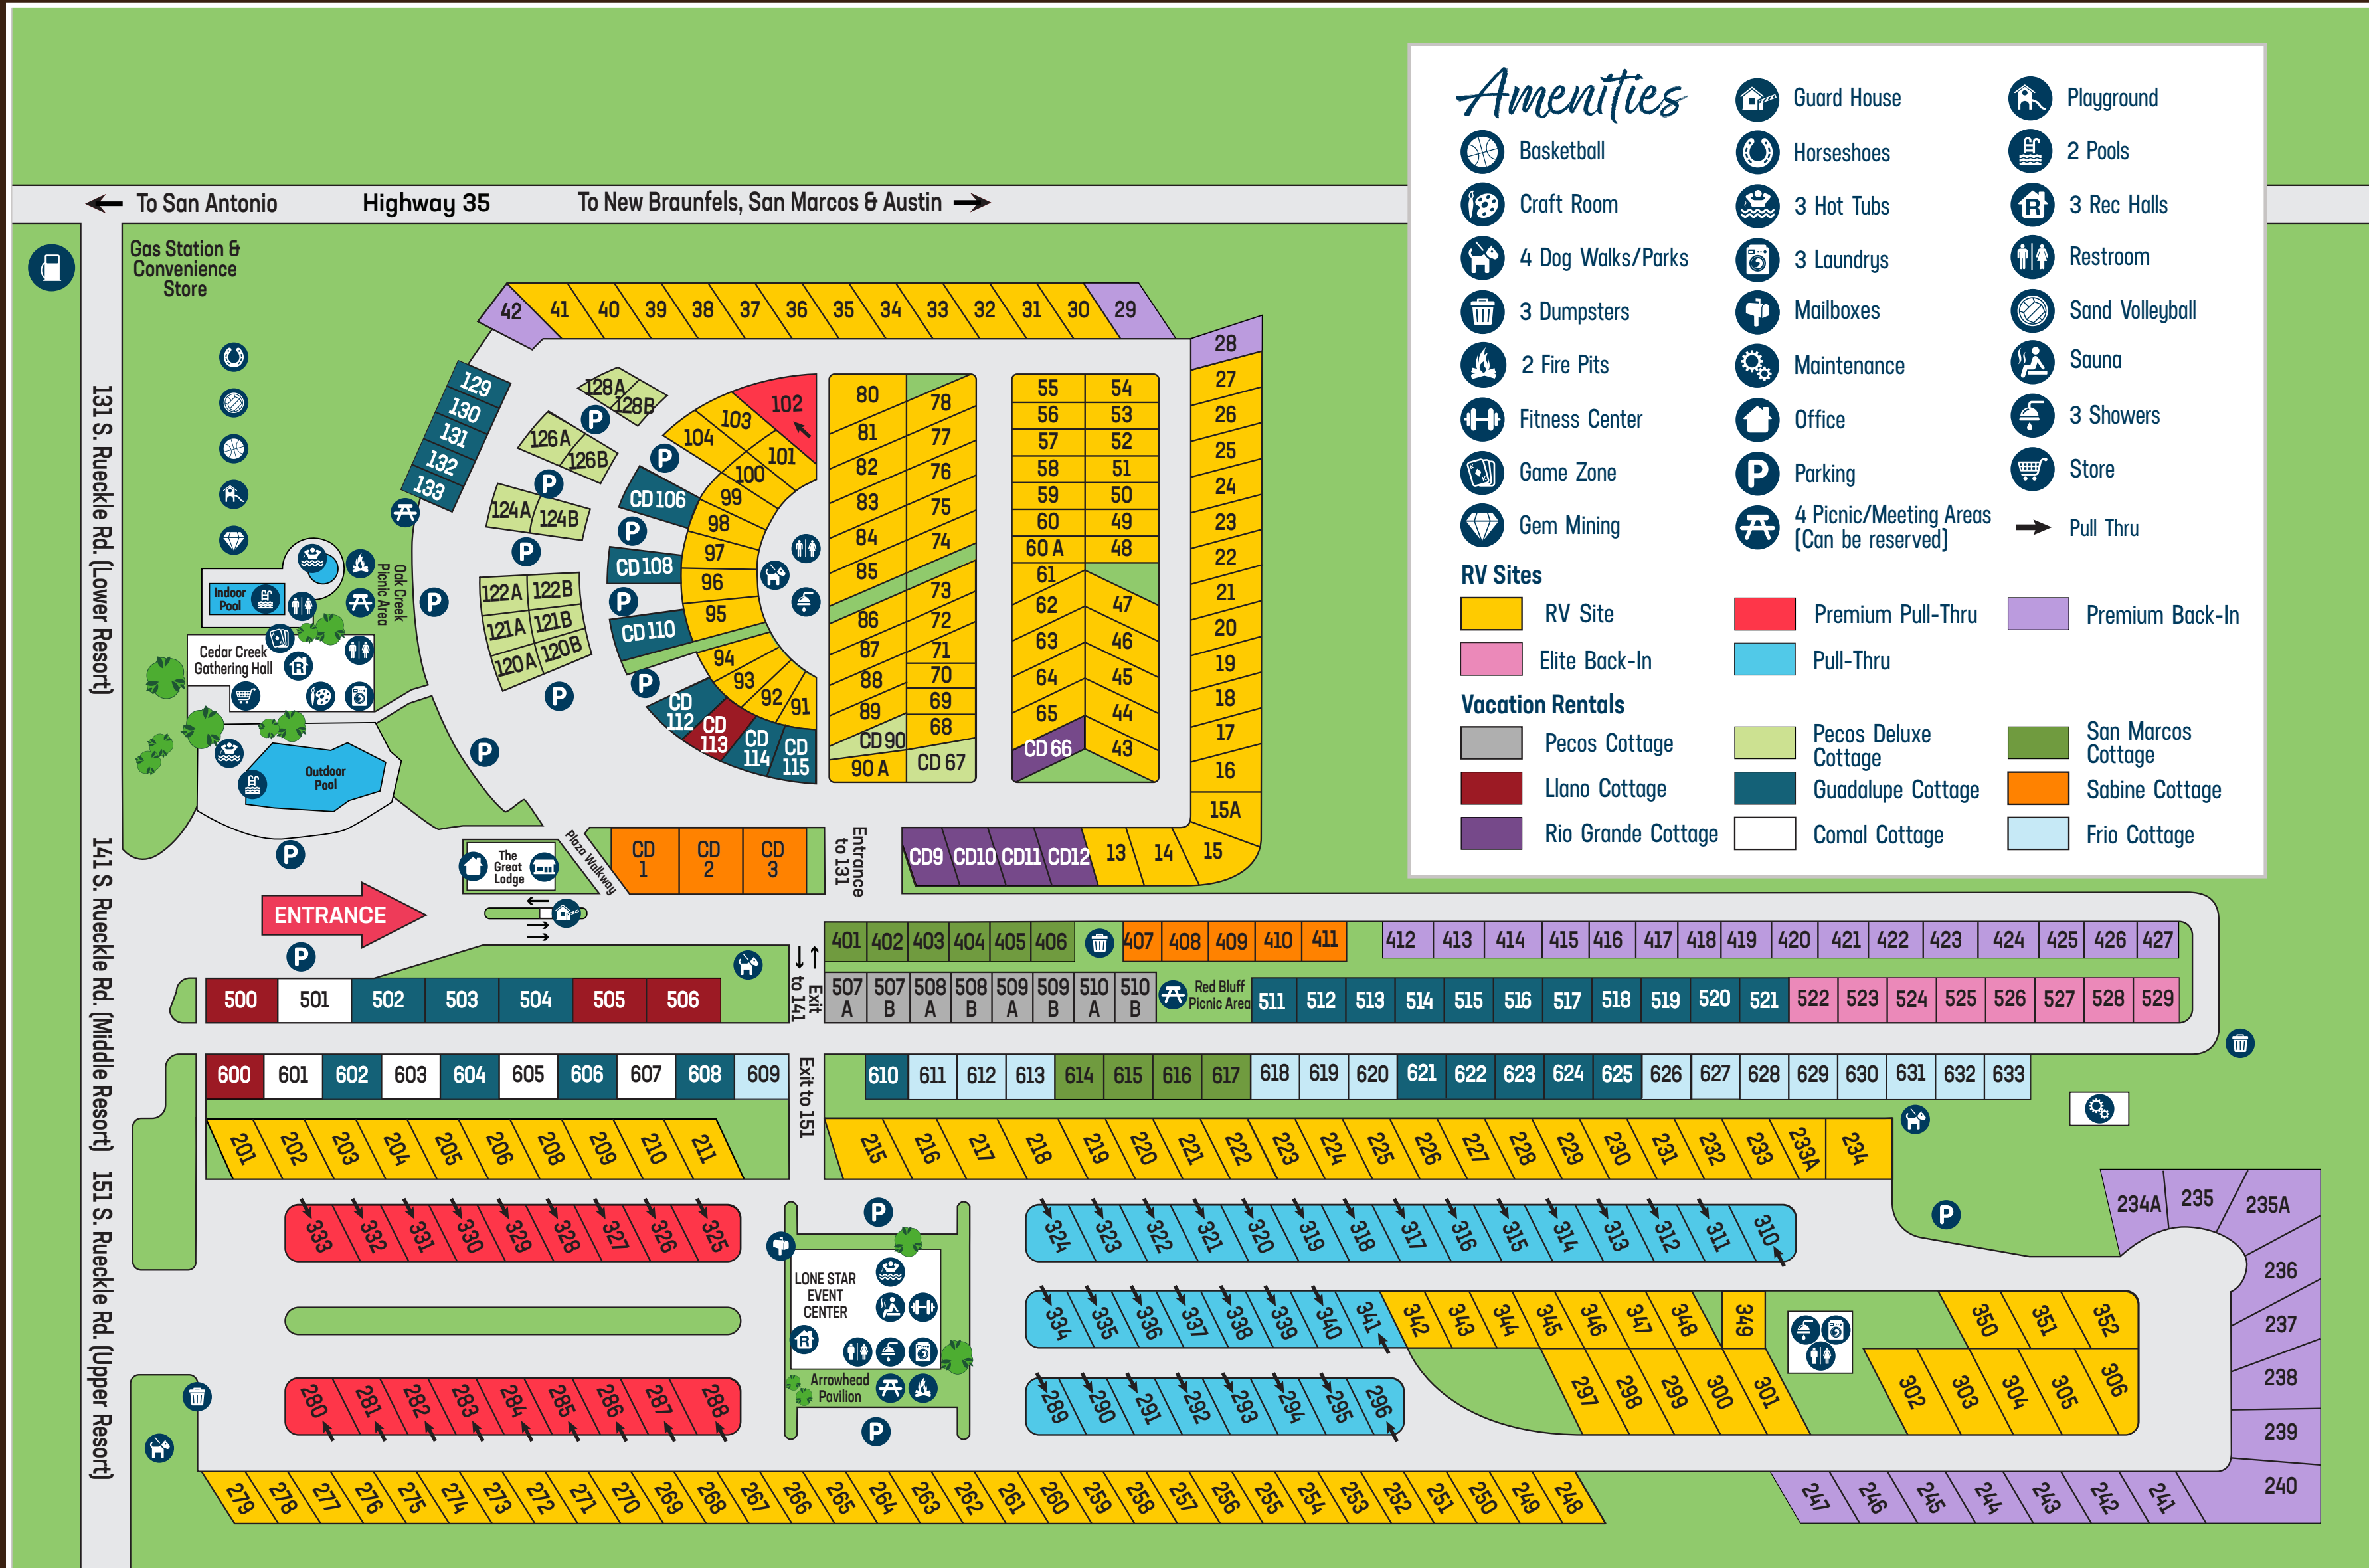 Amenities
Basketball
Craft Room
4 Dog Walks/Parks
3 Dumpsters
2 Fire Pits
Fitness Center
Game Zone
Gem Mining
Guard House
Horseshoes
3 Hot Tubs
3 Laundrys
Mailboxes
Maintenance
Office
P Parking
4 Picnic/Meeting Areas
(Can be reserved)
Playground
2 Pools
R 3 Rec Halls
Restroom
Sand Volleyball
Sauna
3 Showers
Store
Pull Thru
RV Sites
RV Site
Premium Pull-Thru
Premium Back-In
Elite Back-In
Pull-Thru
Vacation Rentals
Pecos Cottage
Pecos Deluxe
Cottage
San Marcos
Cottage
Llano Cottage
Guadalupe Cottage
Sabine Cottage
Rio Grande Cottage
Comal Cottage
Frio Cottage
To San Antonio
Highway 35
To New Braunfels, San Marcos & Austin
Gas Station &
Convenience
Store
131 S. Rueckle Rd. (Lower Resort)
141 S. Rueckle Rd. (Middle Resort)
151 S. Rueckle Rd. (Upper Resort)
42 41 40 39 38 37 36 35 34 33 32 31 30 29
28
27
26
25
24
23
22
21
20
19
18
17
16
15A
15
14
13
CD12
CD11
CD10
CD9
129
130
131
132
133
128A
128B
P
126A
126B
P
124A 124B
P
122A 122B
121A 121B
120A 120B
P
P
P
102
103
104
P
101
100
99
98
97
96
95
94
93
92
91
CD 106
P
CD 108
P
CD 110
P
CD
112
CD
113
CD
114
CD
115
80
81
82
83
84
85
86
87
88
89
CD 90
90 A
78
77
76
75
74
73
72
71
70
69
68
CD 67
55 54
56 53
57 52
58 51
59 50
60 49
60 A 48
61
62 47
63 46
64 45
65 44
CD 66 43
Indoor
Pool
Oak Creek
Picnic Area
Cedar Creek
Gathering Hall
R
Outdoor
Pool
P
The
Great
Lodge
Plaza Walkway
CD
1
CD
2
CD
3
Entrance
to 131
ENTRANCE
P
Exit
to 141
Exit to 151
401 402 403 404 405 406
407 408 409 410 411
412 413 414 415 416 417 418 419 420 421 422 423 424 425 426 427
500 501 502 503 504 505 506
507
A
507
B
508
A
508
B
509
A
509
B
510
A
510
B
Red Bluff
Picnic Area
511 512 513 514 515 516 517 518 519 520 521 522 523 524 525 526 527 528 529
600 601 602 603 604 605 606 607 608 609
610 611 612 613 614 615 616 617 618 619 620 621 622 623 624 625 626 627 628 629 630 631 632 633
201 202 203 204 205 206 208 209 210 211
215 216 217 218 219 220 221 222 223 224 225 226 227 228 229 230 231 232 233 233A 234
P
234A 235 235A
236
237
238
239
240
333 332 331 330 329 328 327 326 325
P
LONE STAR
EVENT
CENTER
R
Arrowhead
Pavilion
P
324 323 322 321 320 319 318 317 316 315 314 313 312 311 310
334 335 336 337 338 339 340 341 342 343 344 345 346 347 348 349
350 351 352
280 281 282 283 284 285 286 287 288
289 290 291 292 293 294 295 296
297 298 299 300 301
302 303 304 305 306
279 278 277 276 275 274 273 272 271 270 269 268 267 266 265 264 263 262 261 260 259 258 257 256 255 254 253 252 251 250 249 248
247 246 245 244 243 242 241